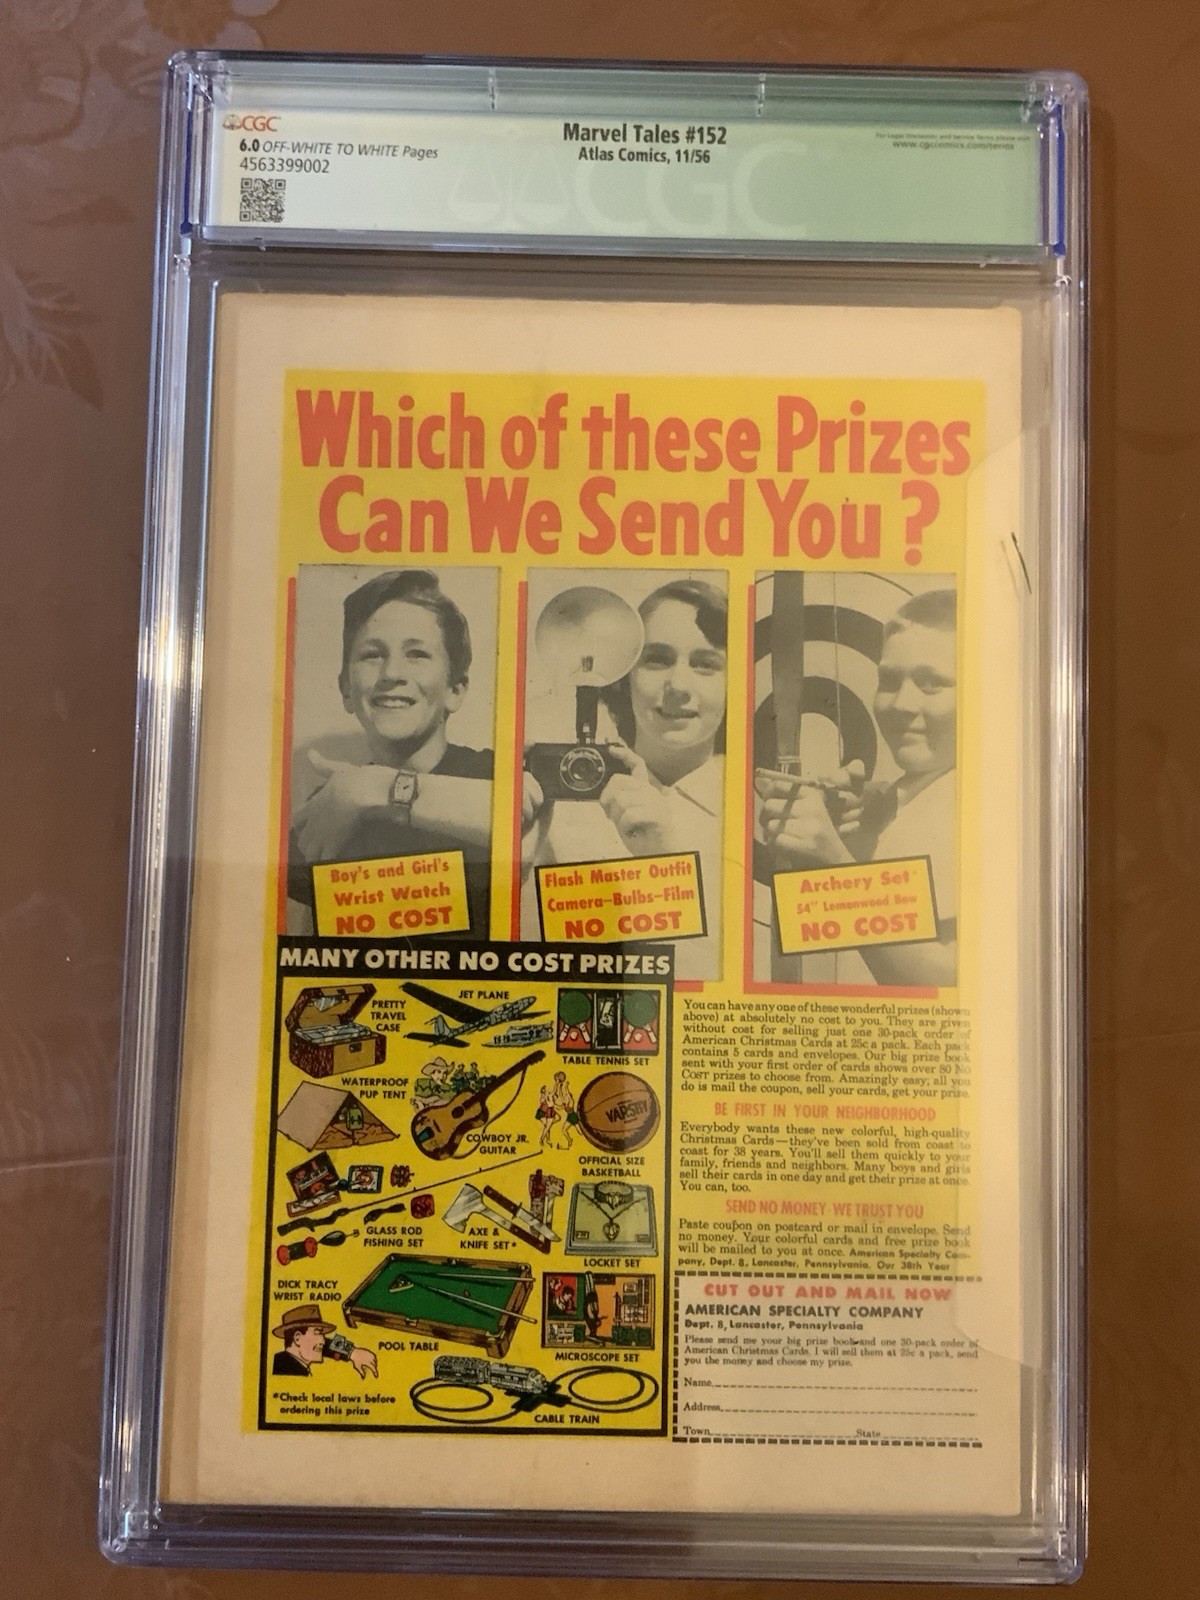 CGC
6.0 OFF-WHITE TO WHITE Pages
4563399002
Marvel Tales #152
Atlas Comics, 11/56
For Legal Disclaimers and Service Terms please visit
www.cgccomics.com/terms
CGC
Which of these Prizes
Can We Send You?
Boy's and Girl's
Wrist Watch
NO COST
Flash Master Outfit
Camera-Bulbs-Film
NO COST
Archery Set*
54" Lemonwood Bow
NO COST
MANY OTHER NO COST PRIZES
PRETTY
TRAVEL
CASE
JET PLANE
TABLE TENNIS SET
WATERPROOF
PUP TENT
COWBOY JR.
GUITAR
VARSITY
OFFICIAL SIZE
BASKETBALL
GLASS ROD
FISHING SET
AXE &
KNIFE SET*
LOCKET SET
DICK TRACY
WRIST RADIO
POOL TABLE
MICROSCOPE SET
*Check local laws before
ordering this prize
CABLE TRAIN
You can have any one of these wonderful prizes (shown
above) at absolutely no cost to you. They are given
without cost for selling just one 30-pack order of
American Christmas Cards at 25c a pack. Each pack
contains 5 cards and envelopes. Our big prize book
sent with your first order of cards shows over 80 No
Cost prizes to choose from. Amazingly easy; all you
do is mail the coupon, sell your cards, get your prize.
BE FIRST IN YOUR NEIGHBORHOOD
Everybody wants these new colorful, high-quality
Christmas Cards—they've been sold from coast to
coast for 38 years. You'll sell them quickly to your
family, friends and neighbors. Many boys and girls
sell their cards in one day and get their prize at once.
You can, too.
SEND NO MONEY-WE TRUST YOU
Paste coupon on postcard or mail in envelope. Send
no money. Your colorful cards and free prize book
will be mailed to you at once. American Specialty Com-
pany, Dept. 8, Lancaster, Pennsylvania. Our 38th Year
CUT OUT AND MAIL NOW
AMERICAN SPECIALTY COMPANY
Dept. 8, Lancaster, Pennsylvania
Please send me your big prize book and one 30-pack order of
American Christmas Cards. I will sell them at 25c a pack, send
you the money and choose my prize.
Name
Address
Town State